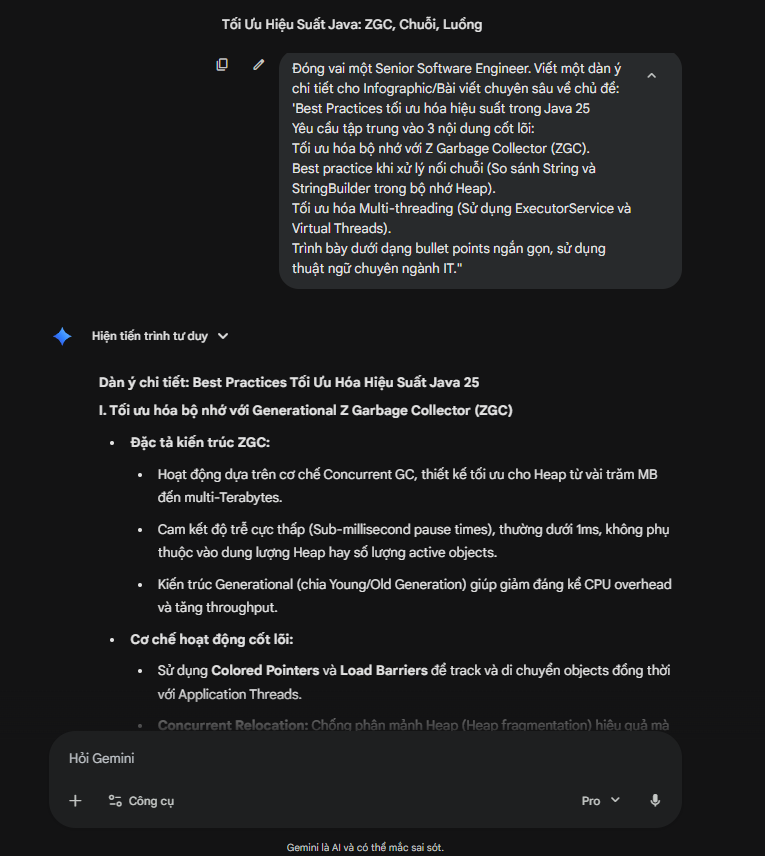 Tối Ưu Hiệu Suất Java: ZGC, Chuỗi, Luồng
Đóng vai một Senior Software Engineer. Viết một dàn ý
chi tiết cho Infographic/Bài viết chuyên sâu về chủ đề:
'Best Practices tối ưu hóa hiệu suất trong Java 25
Yêu cầu tập trung vào 3 nội dung cốt lõi:
Tối ưu hóa bộ nhớ với Z Garbage Collector (ZGC).
Best practice khi xử lý nối chuỗi (So sánh String và
StringBuilder trong bộ nhớ Heap).
Tối ưu hóa Multi-threading (Sử dụng ExecutorService và
Virtual Threads).
Trình bày dưới dạng bullet points ngắn gọn, sử dụng
thuật ngữ chuyên ngành IT."
Hiện tiến trình tư duy
Dàn ý chi tiết: Best Practices Tối Ưu Hóa Hiệu Suất Java 25
I. Tối ưu hóa bộ nhớ với Generational Z Garbage Collector (ZGC)
• Đặc tả kiến trúc ZGC:
• Hoạt động dựa trên cơ chế Concurrent GC, thiết kế tối ưu cho Heap từ vài trăm MB
đến multi-Terabytes.
• Cam kết độ trễ cực thấp (Sub-millisecond pause times), thường dưới 1ms, không phụ
thuộc vào dung lượng Heap hay số lượng active objects.
• Kiến trúc Generational (chia Young/Old Generation) giúp giảm đáng kể CPU overhead
và tăng throughput.
• Cơ chế hoạt động cốt lõi:
• Sử dụng Colored Pointers và Load Barriers để track và di chuyển objects đồng thời
với Application Threads.
• Concurrent Relocation: Chống phân mảnh Heap (Heap fragmentation) hiệu quả mà
Hỏi Gemini
Công cụ
Pro
Gemini là AI và có thể mắc sai sót.